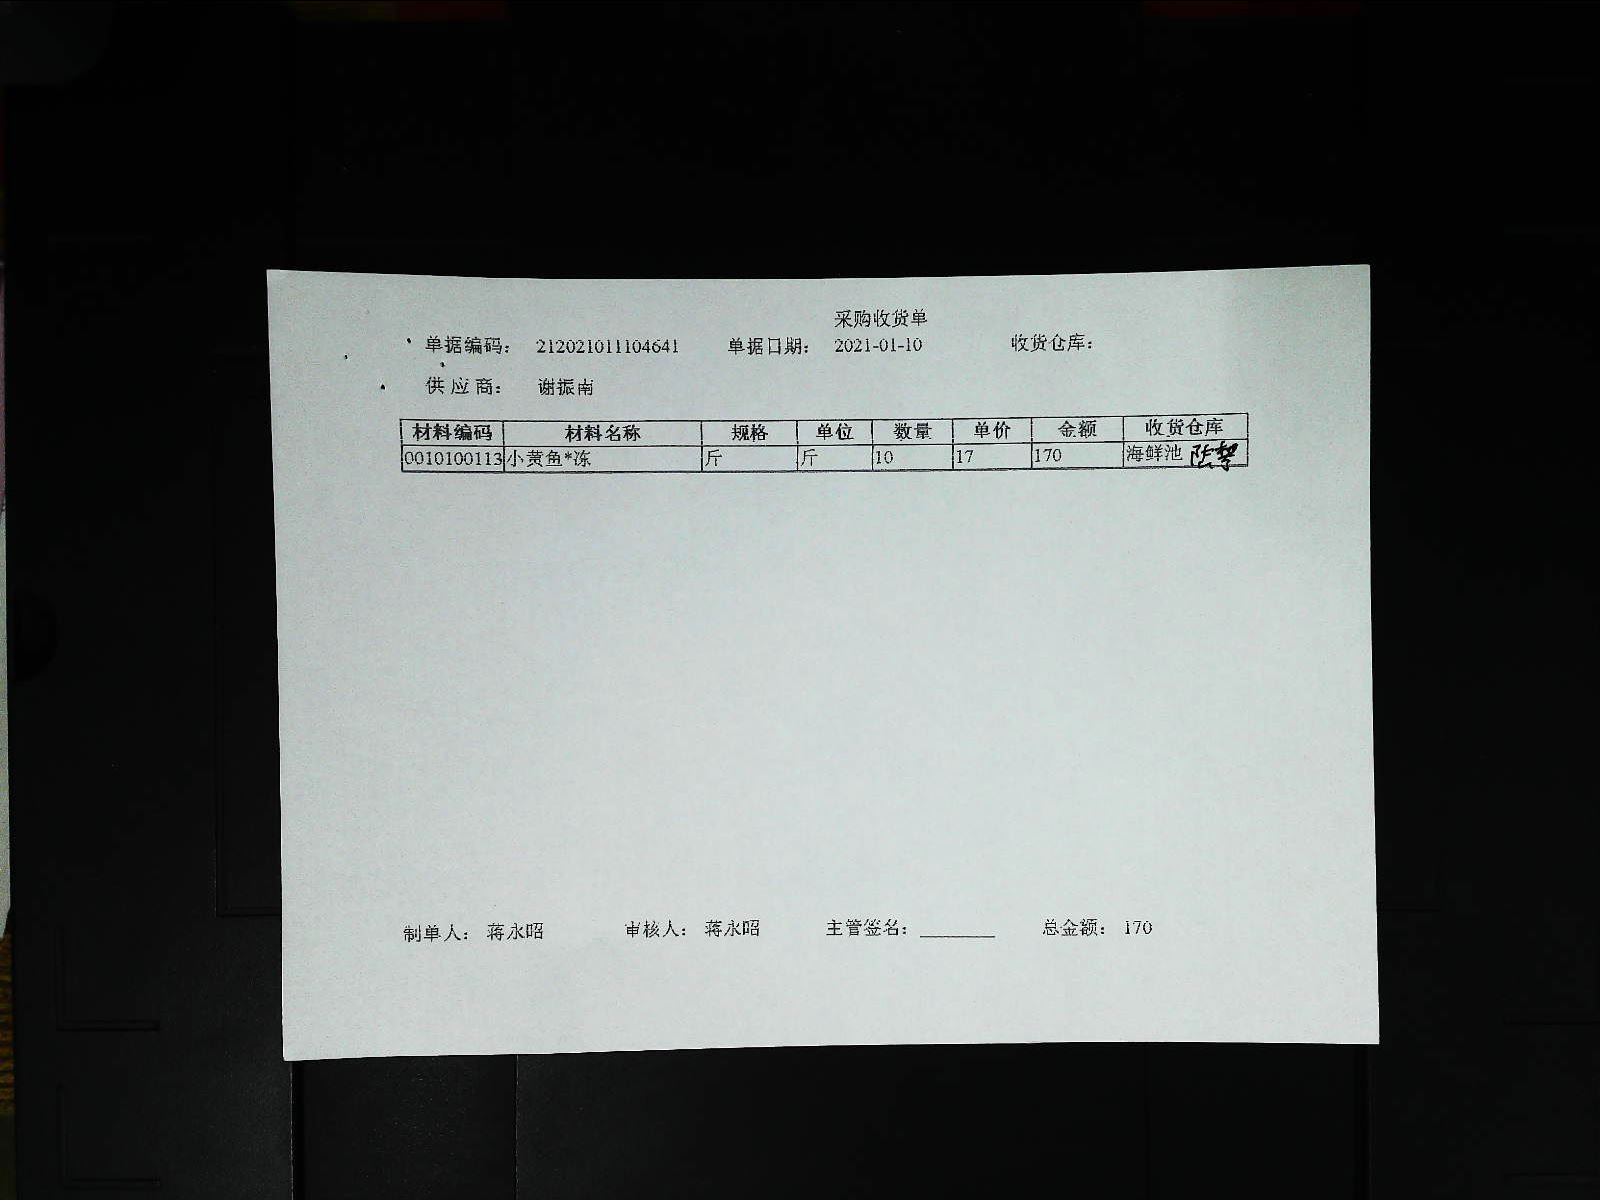 采购收货单
单据编码: 212021011104641 单据日期: 2021-01-10 收货仓库:
供应商: 谢振南
材料编码 材料名称 规格 单位 数量 单价 金额 收货仓库
0010100113 小黄鱼*冻 斤 斤 10 17 170 海鲜池
制单人: 蒋永昭 审核人: 蒋永昭 主管签名: ________ 总金额: 170